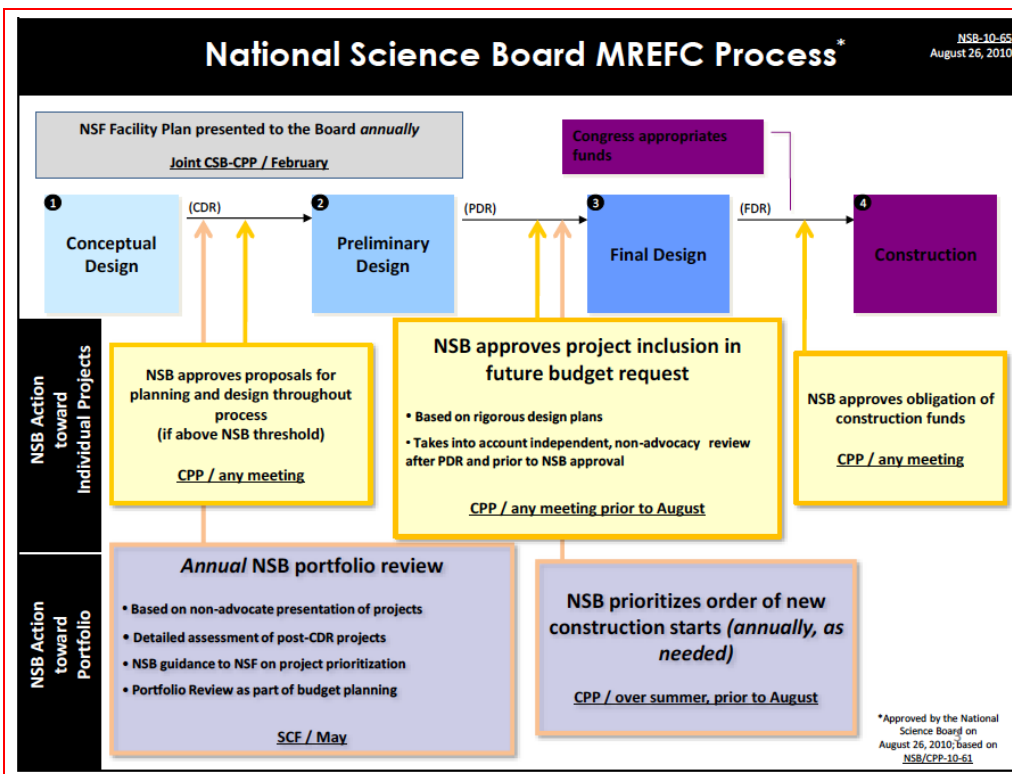 National Science Board MREFC Process*
NSB-10-65
August 26, 2010
NSF Facility Plan presented to the Board annually
Joint CSB-CPP / February
Congress appropriates
funds
1
(CDR)
2
(PDR)
3
(FDR)
4
Conceptual
Design
Preliminary
Design
Final Design
Construction
NSB Action
toward
Individual Projects
NSB approves proposals for
planning and design throughout
process
(if above NSB threshold)
CPP / any meeting
NSB approves project inclusion in
future budget request
• Based on rigorous design plans
• Takes into account independent, non-advocacy review
after PDR and prior to NSB approval
CPP / any meeting prior to August
NSB approves obligation of
construction funds
CPP / any meeting
NSB Action
toward
Portfolio
Annual NSB portfolio review
• Based on non-advocate presentation of projects
• Detailed assessment of post-CDR projects
• NSB guidance to NSF on project prioritization
• Portfolio Review as part of budget planning
SCF / May
NSB prioritizes order of new
construction starts (annually, as
needed)
CPP / over summer, prior to August
*Approved by the National
Science Board on
August 26, 2010; based on
NSB/CPP-10-61
3